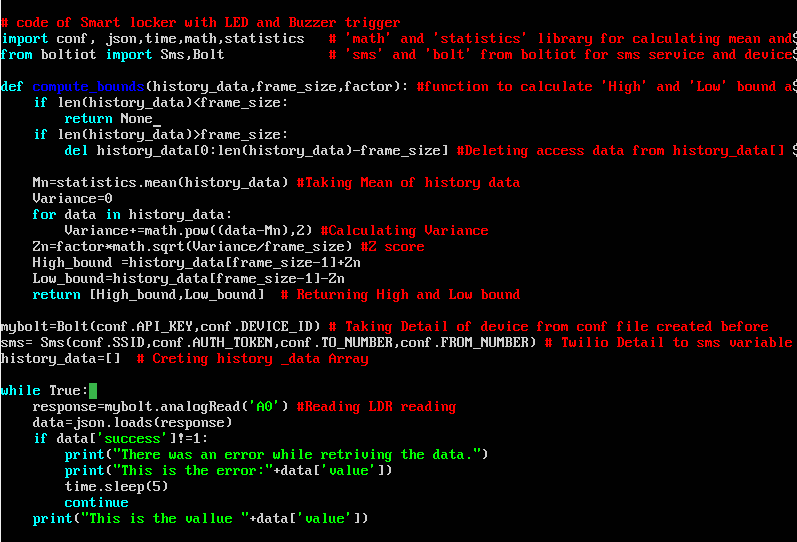 # code of Smart locker with LED and Buzzer trigger
import conf, json,time,math,statistics   # 'math' and 'statistics' library for calculating mean and$
from boltiot import Sms,Bolt             # 'sms' and 'bolt' from boltiot for sms service and device$
def compute_bounds(history_data,frame_size,factor): #function to calculate 'High' and 'Low' bound a$
    if len(history_data)<frame_size:
        return None_
    if len(history_data)>frame_size:
        del history_data[0:len(history_data)-frame_size] #Deleting access data from history_data[] $
    Mn=statistics.mean(history_data) #Taking Mean of history data
    Variance=0
    for data in history_data:
        Variance+=math.pow((data-Mn),2) #Calculating Variance
    Zn=factor*math.sqrt(Variance/frame_size) #Z score
    High_bound =history_data[frame_size-1]+Zn
    Low_bound=history_data[frame_size-1]-Zn
    return [High_bound,Low_bound]  # Returning High and Low bound
mybolt=Bolt(conf.API_KEY,conf.DEVICE_ID) # Taking Detail of device from conf file created before
sms= Sms(conf.SSID,conf.AUTH_TOKEN,conf.TO_NUMBER,conf.FROM_NUMBER) # Twilio Detail to sms variable
history_data=[]  # Creting history _data Array
while True:
    response=mybolt.analogRead('A0') #Reading LDR reading
    data=json.loads(response)
    if data['success']!=1:
        print("There was an error while retriving the data.")
        print("This is the error:"+data['value'])
        time.sleep(5)
        continue
    print("This is the vallue "+data['value'])